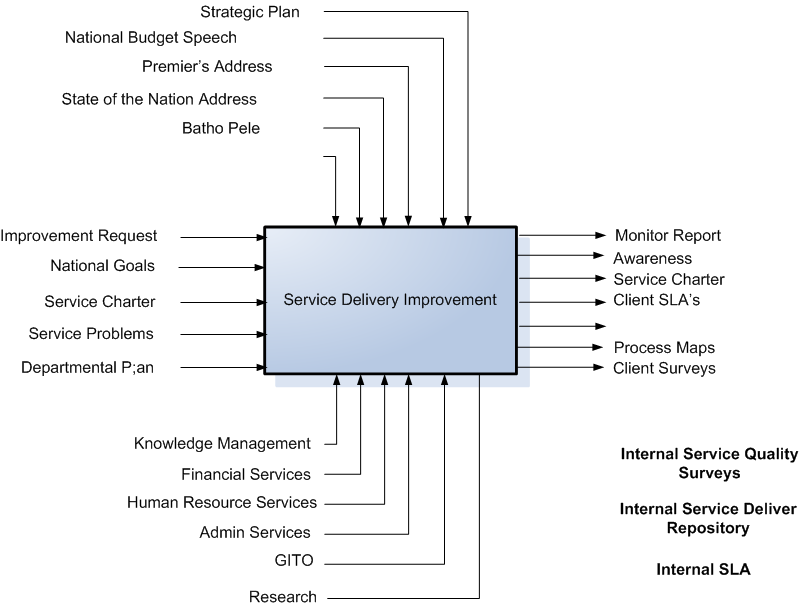 Strategic Plan
National Budget Speech
Premier's Address
State of the Nation Address
Batho Pele
Improvement Request
National Goals
Service Charter
Service Problems
Departmental P;an
Service Delivery Improvement
Monitor Report
Awareness
Service Charter
Client SLA's
Process Maps
Client Surveys
Knowledge Management
Financial Services
Human Resource Services
Admin Services
GITO
Research
Internal Service Quality
Surveys
Internal Service Deliver
Repository
Internal SLA